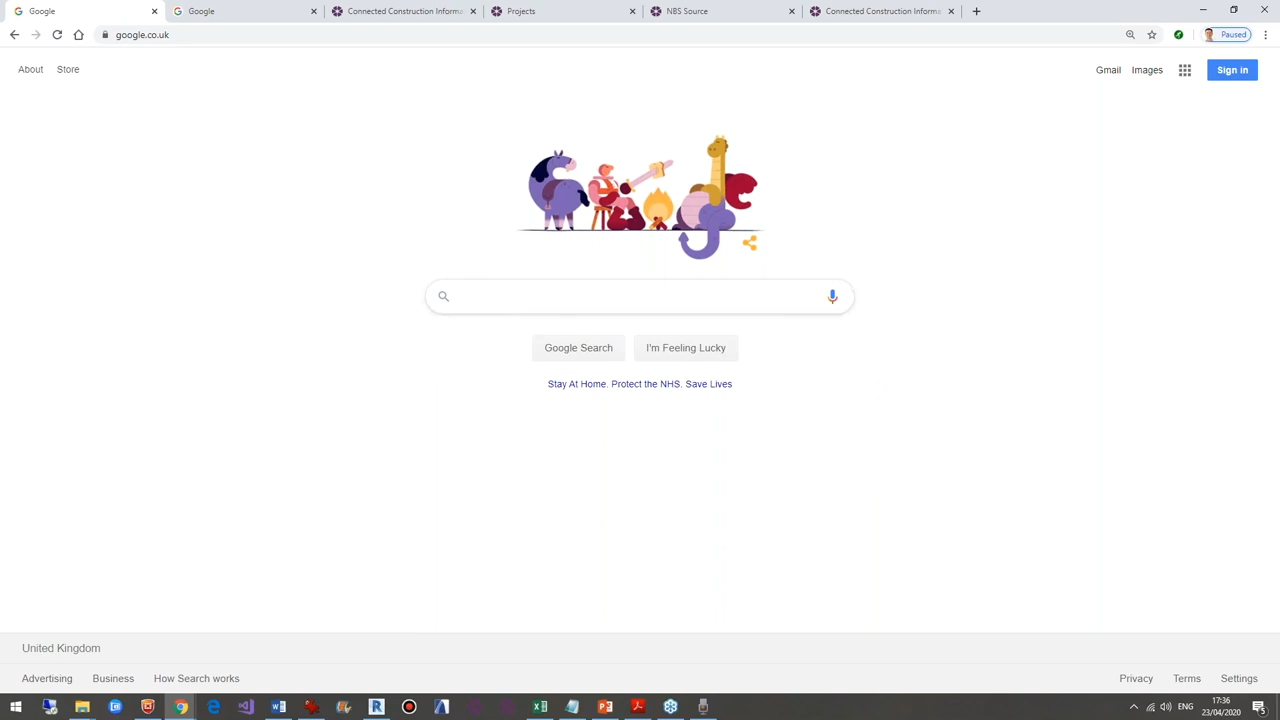 Google
Google
Connected Construction Informa
Projects
NBS Source
Connected Construction Informa
google.co.uk
Paused
About
Store
Gmail
Images
Sign in
Google Search
I'm Feeling Lucky
Stay At Home. Protect the NHS. Save Lives
United Kingdom
Advertising
Business
How Search works
Privacy
Terms
Settings
ENG
17:36
23/04/2020